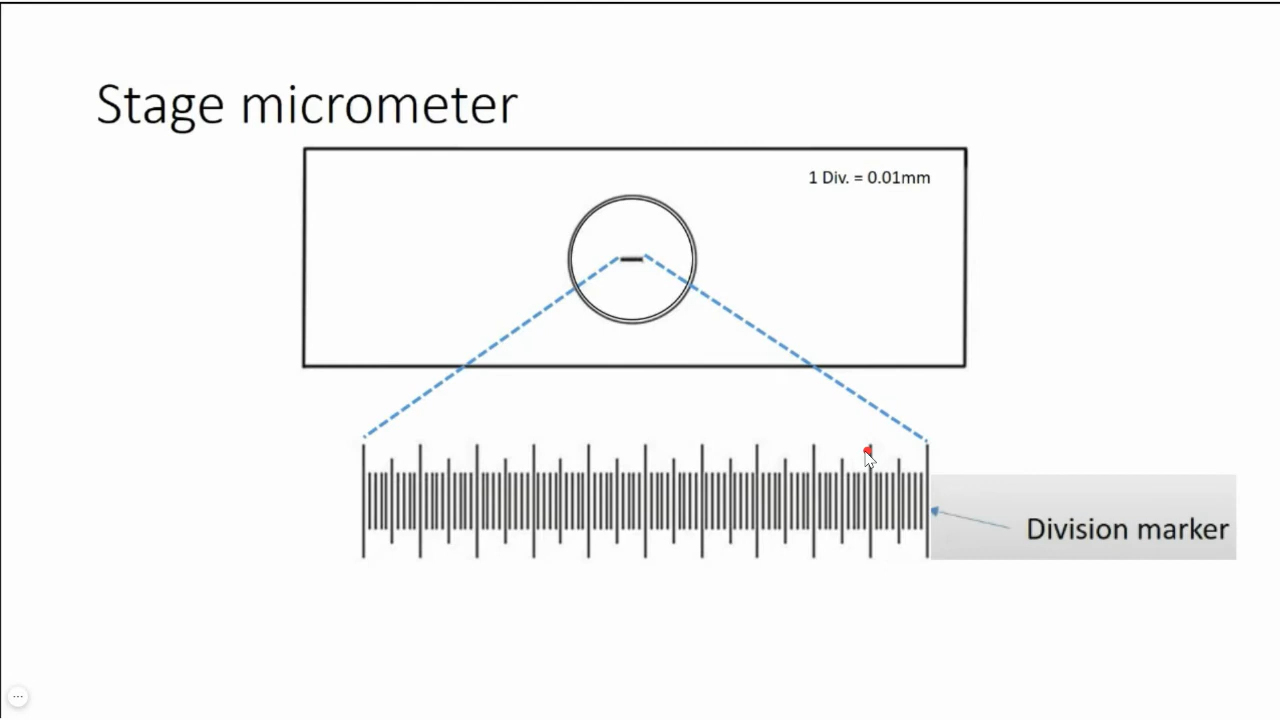 Stage micrometer
1 Div. = 0.01mm
Division marker